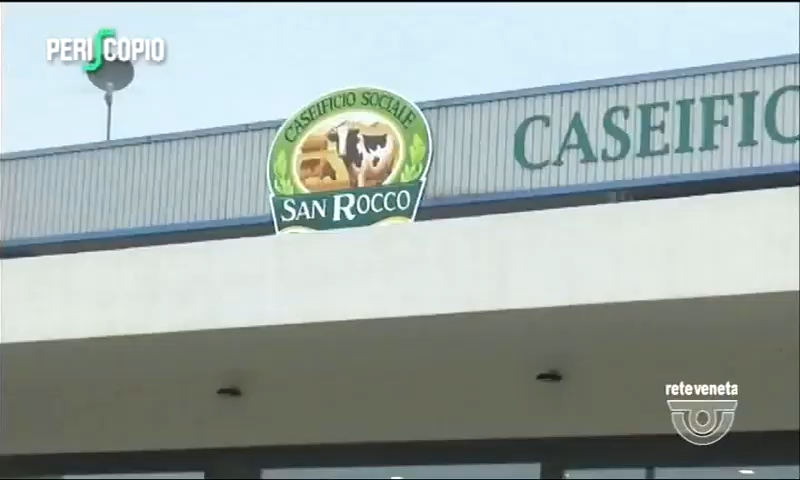 PERISCOPIO
CASEIFICIO SOCIALE
SAN ROCCO
CASEIFIC
reteveneta